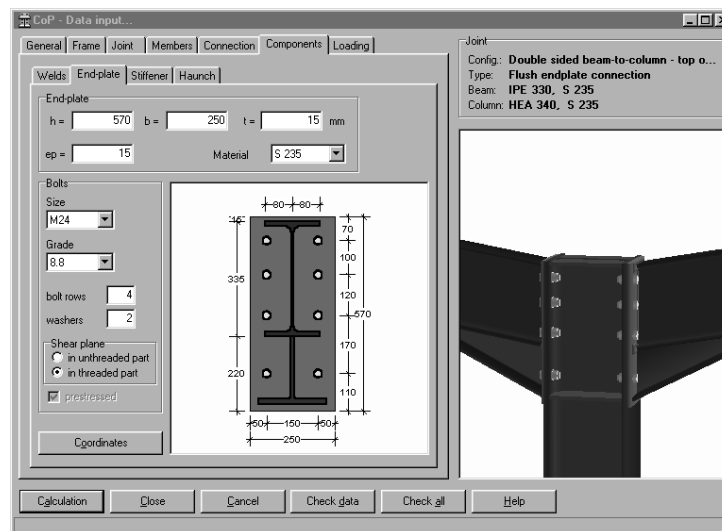 CoP - Data input...
General Frame Joint Members Connection Components Loading
Welds End-plate Stiffener Haunch
End-plate
h = 570 b = 250 t = 15 mm
ep = 15 Material S 235
Bolts
Size
M24
Grade
8.8
bolt rows 4
washers 2
Shear plane
in unthreaded part
in threaded part
prestressed
Coordinates
80 80
15
335
220
70
100
120
570
170
110
50 150 50
250
Joint
Config.: Double sided beam-to-column - top o...
Type: Flush endplate connection
Beam: IPE 330, S 235
Column: HEA 340, S 235
Calculation Close Cancel Check data Check all Help